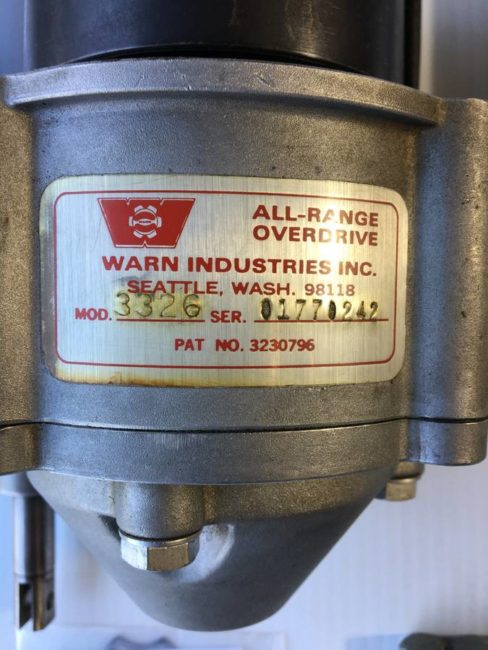 ALL-RANGE
OVERDRIVE
WARN INDUSTRIES INC.
SEATTLE, WASH. 98118
MOD. 3326 SER. 01770242
PAT NO. 3230796